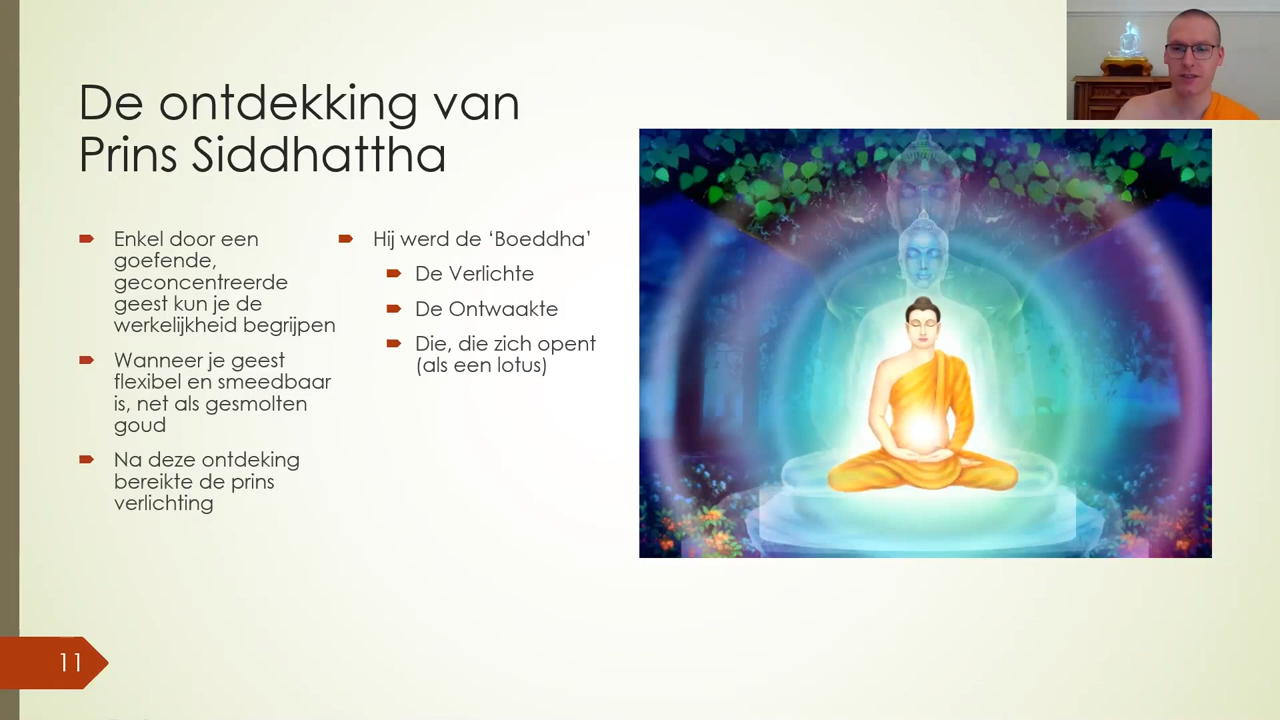 De ontdekking van
Prins Siddhattha
Enkel door een
goefende,
geconcentreerde
geest kun je de
werkelijkheid begrijpen
Wanneer je geest
flexibel en smeedbaar
is, net als gesmolten
goud
Na deze ontdeking
bereikte de prins
verlichting
Hij werd de ‘Boeddha’
De Verlichte
De Ontwaakte
Die, die zich opent
(als een lotus)
11